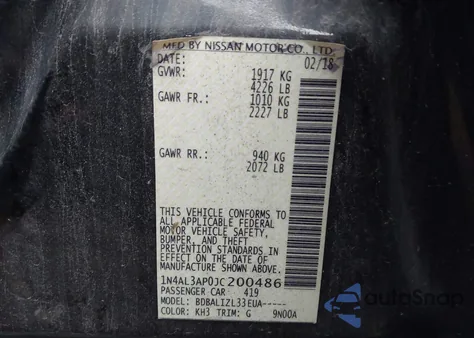 MFD BY NISSAN MOTOR CO., LTD.
DATE: 02/18
GVWR: 1917 KG
4226 LB
GAWR FR.: 1010 KG
2227 LB
GAWR RR.: 940 KG
2072 LB
THIS VEHICLE CONFORMS TO
ALL APPLICABLE FEDERAL
MOTOR VEHICLE SAFETY,
BUMPER, AND THEFT
PREVENTION STANDARDS IN
EFFECT ON THE DATE OF
MANUFACTURE SHOWN ABOVE.
1N4AL3AP0JC200486
PASSENGER CAR 419
MODEL: BDBALIZL33EUA-----
COLOR: KH3 TRIM: G 9N00A
autoSnap